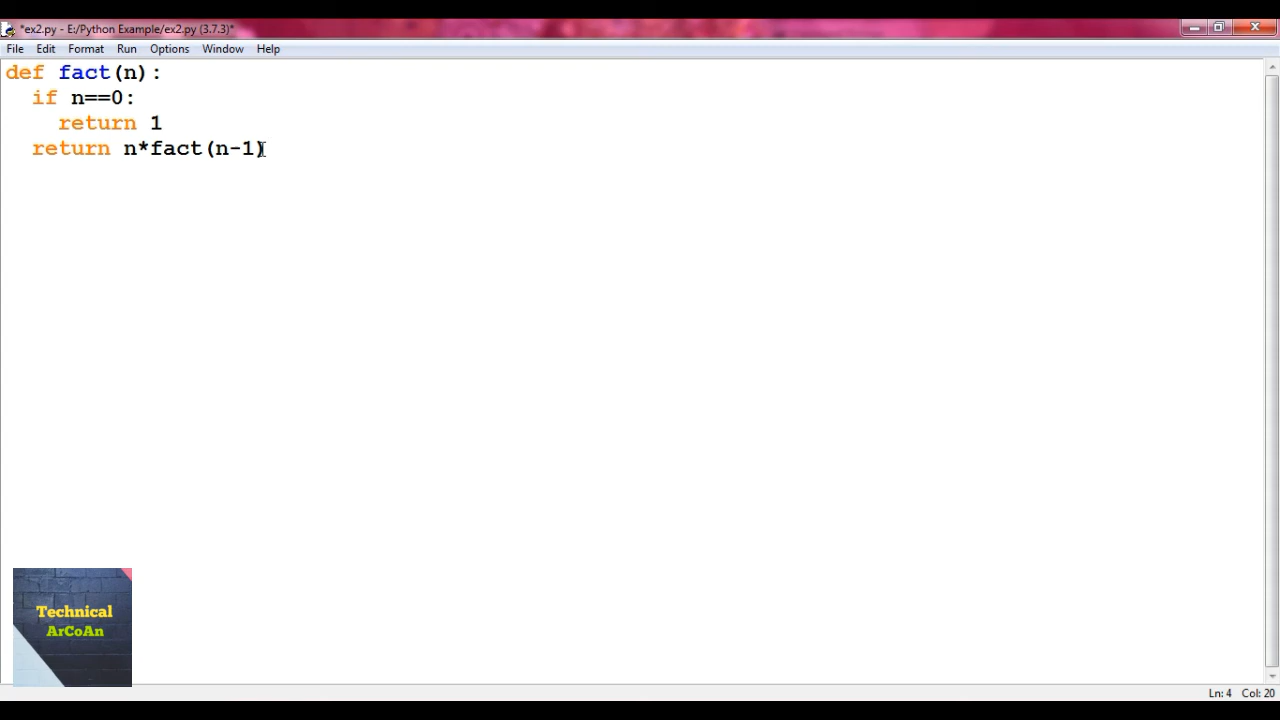 *ex2.py - E:/Python Example/ex2.py (3.7.3)*
File Edit Format Run Options Window Help
def fact(n):
  if n==0:
    return 1
  return n*fact(n-1)
Technical
ArCoAn
Ln: 4 Col: 20